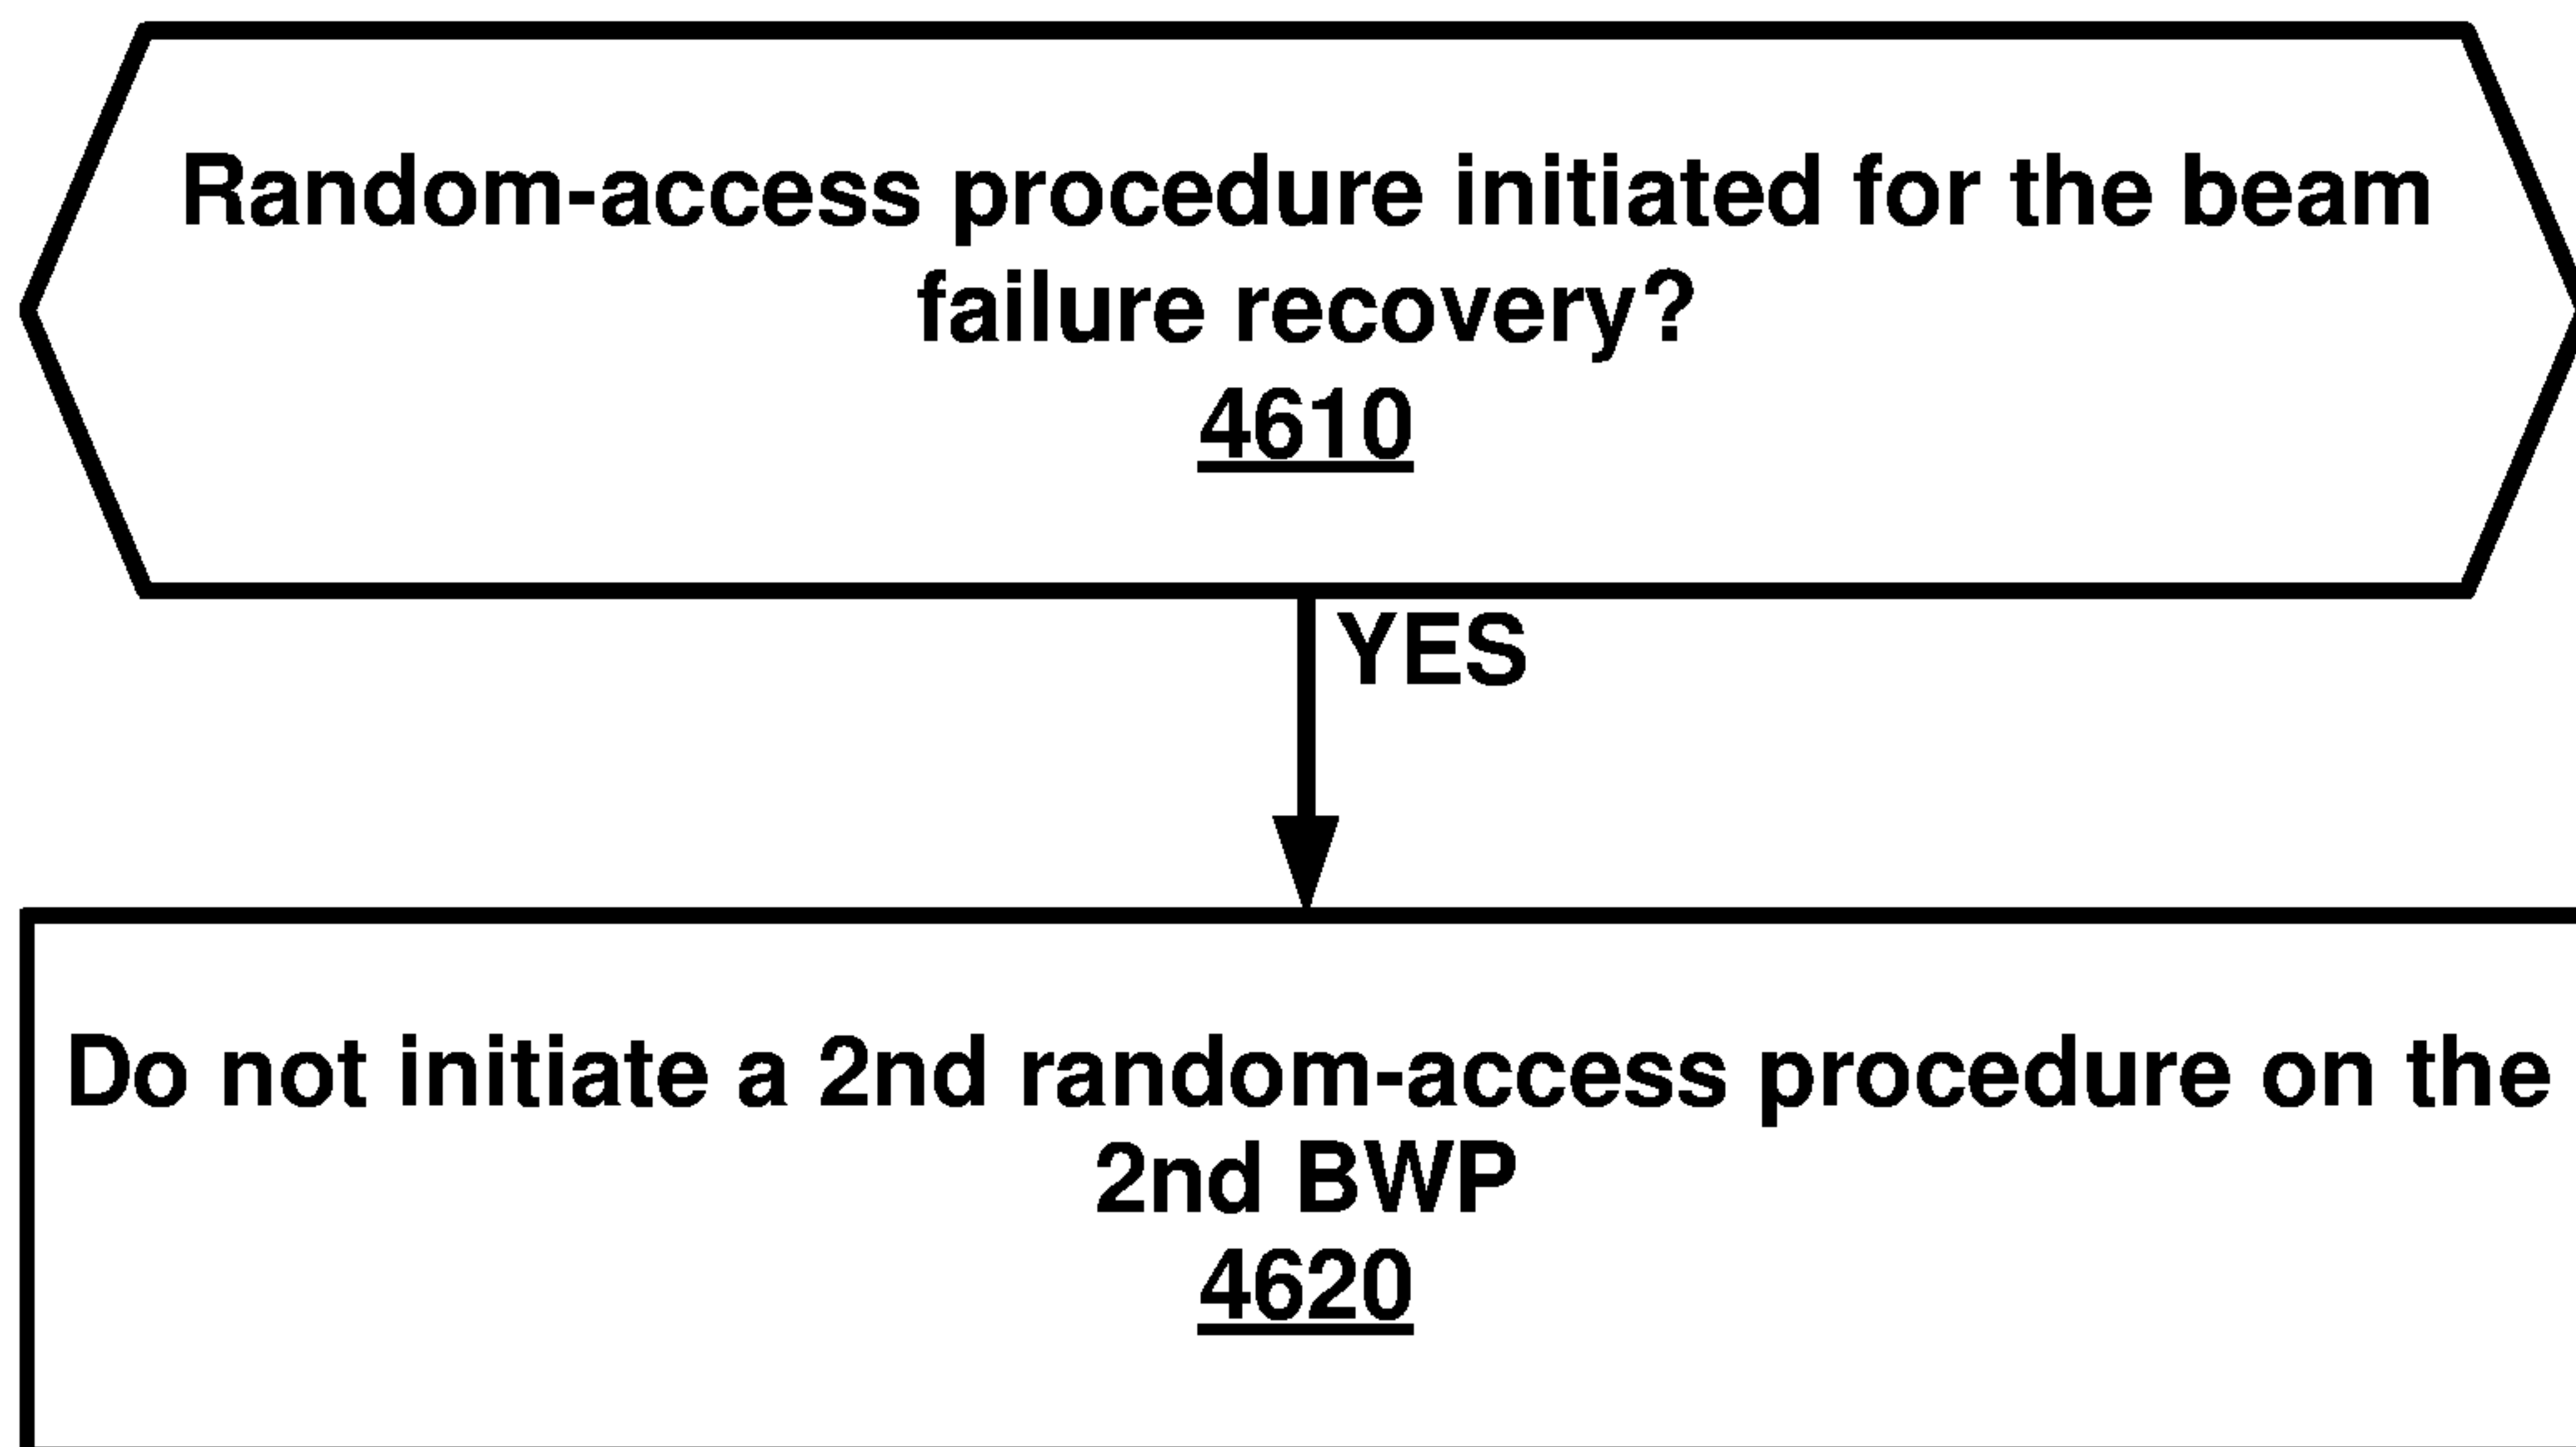 Random-access procedure initiated for the beam
failure recovery?
4610
YES
Do not initiate a 2nd random-access procedure on the
2nd BWP
4620